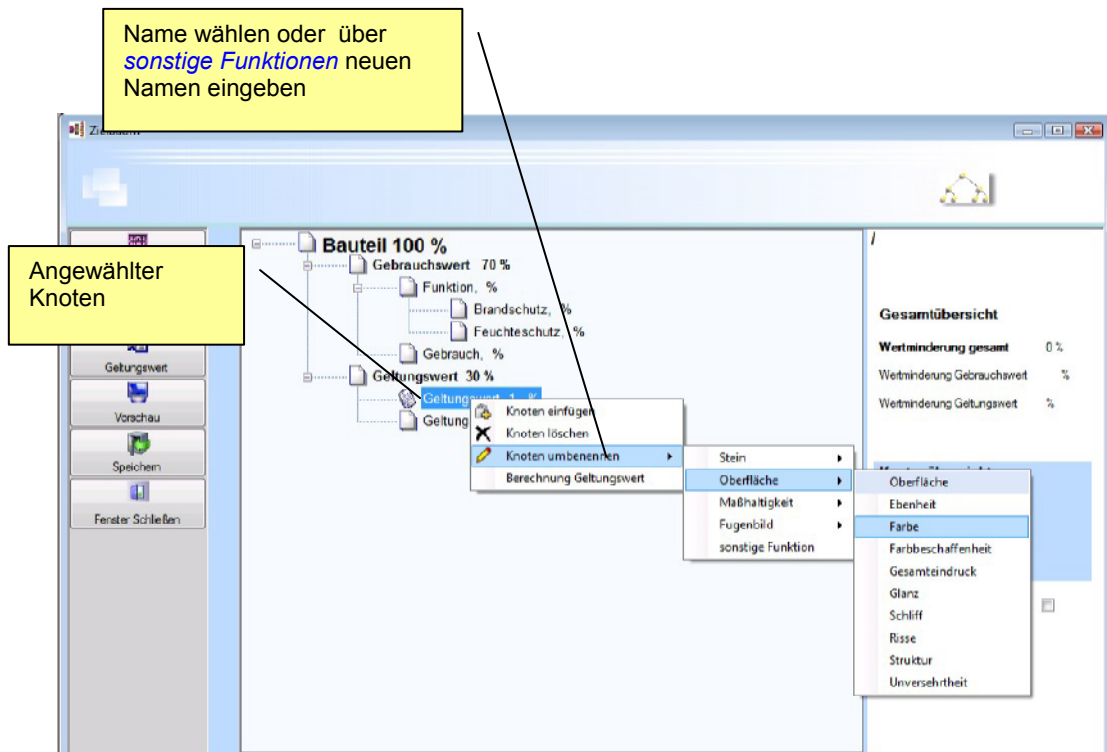 Name wählen oder über
sonstige Funktionen neuen
Namen eingeben
Angewählter
Knoten
Geltungswert
Vorschau
Speichern
Fenster Schließen
Bauteil 100 %
Gebrauchswert 70 %
Funktion, %
Brandschutz, %
Feuchteschutz, %
Gebrauch, %
Geltungswert 30 %
Geltungswert 1, %
Geltung
Knoten einfügen
Knoten löschen
Knoten umbenennen
Berechnung Geltungswert
Stein
Oberfläche
Maßhaltigkeit
Fugenbild
sonstige Funktion
Oberfläche
Ebenheit
Farbe
Farbbeschaffenheit
Gesamteindruck
Glanz
Schliff
Risse
Struktur
Unversehrtheit
/
Gesamtübersicht
Wertminderung gesamt 0 %
Wertminderung Gebrauchswert %
Wertminderung Geltungswert %